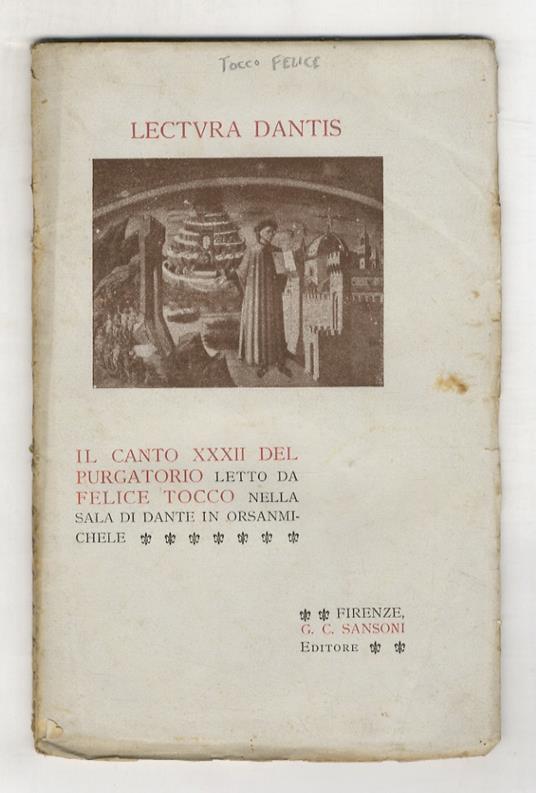 TOCCO FELICE
LECTVRA DANTIS
IL CANTO XXXII DEL
PURGATORIO LETTO DA
FELICE TOCCO NELLA
SALA DI DANTE IN ORSANMI-
CHELE ⚜ ⚜ ⚜ ⚜ ⚜ ⚜ ⚜
⚜ ⚜ FIRENZE,
G. C. SANSONI
EDITORE ⚜ ⚜